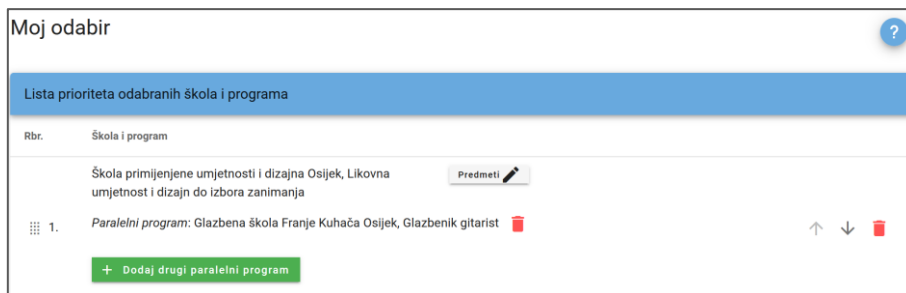 Moj odabir
?
Lista prioriteta odabranih škola i programa
Rbr. Škola i program
Škola primijenjene umjetnosti i dizajna Osijek, Likovna
umjetnost i dizajn do izbora zanimanja
Predmeti
1. Paralelni program: Glazbena škola Franje Kuhača Osijek, Glazbenik gitarist
+ Dodaj drugi paralelni program